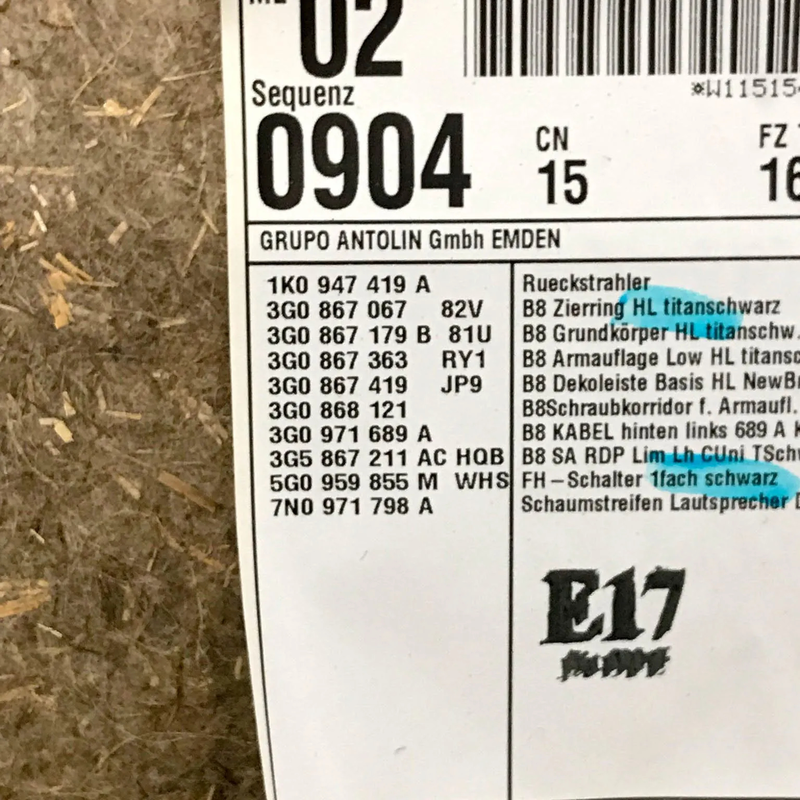 02
Sequenz
*W11515
0904
CN
15
FZ
16
GRUPO ANTOLIN Gmbh EMDEN
1K0 947 419 A Rueckstrahler
3G0 867 067 82V B8 Zierring HL titanschwarz
3G0 867 179 B 81U B8 Grundkörper HL titanschw.
3G0 867 363 RY1 B8 Armauflage Low HL titansc
3G0 867 419 JP9 B8 Dekoleiste Basis HL NewBr
3G0 868 121 B8Schraubkorridor f. Armaufl.
3G0 971 689 A B8 KABEL hinten links 689 A K
3G5 867 211 AC HQB B8 SA RDP Lim Lh CUni TSchw
5G0 959 855 M WHS FH – Schalter 1fach schwarz
7N0 971 798 A Schaumstreifen Lautsprecher D
E17